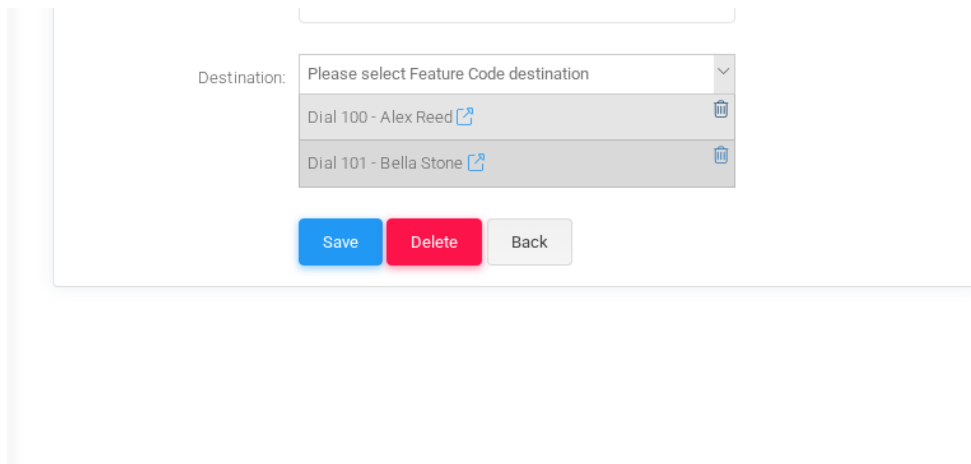 Destination: Please select Feature Code destination
Dial 100 - Alex Reed
Dial 101 - Bella Stone
Save Delete Back